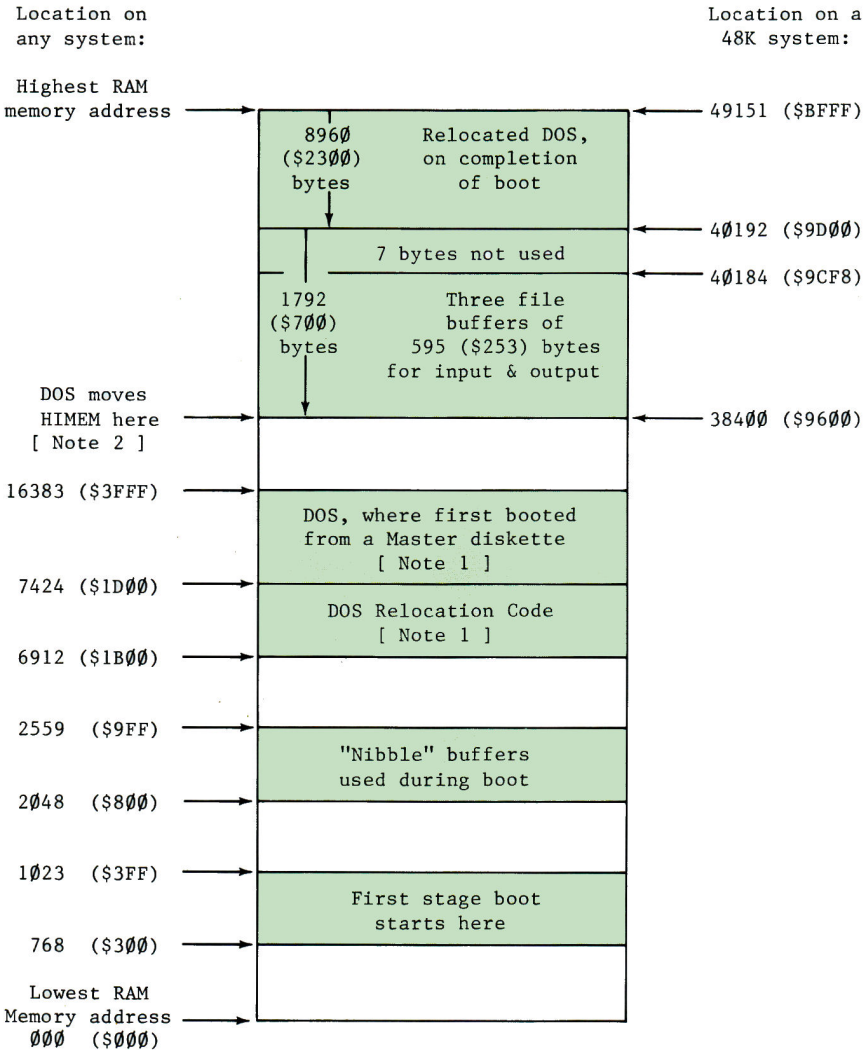 Location on
any system:
Location on a
48K system:
Highest RAM
memory address
49151 ($BFFF)
8960
($2300)
bytes
Relocated DOS,
on completion
of boot
40192 ($9D00)
7 bytes not used
40184 ($9CF8)
1792
($700)
bytes
Three file
buffers of
595 ($253) bytes
for input & output
DOS moves
HIMEM here
[ Note 2 ]
38400 ($9600)
16383 ($3FFF)
DOS, where first booted
from a Master diskette
[ Note 1 ]
7424 ($1D00)
DOS Relocation Code
[ Note 1 ]
6912 ($1B00)
2559 ($9FF)
"Nibble" buffers
used during boot
2048 ($800)
1023 ($3FF)
First stage boot
starts here
768 ($300)
Lowest RAM
Memory address
000 ($000)